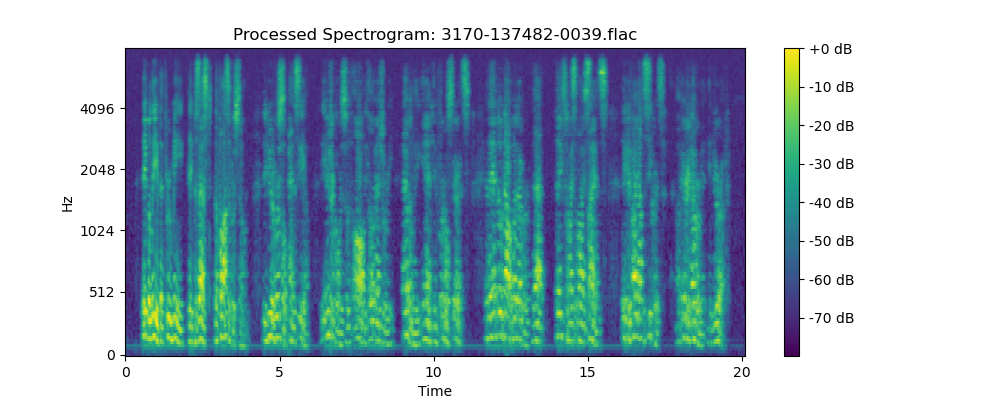 Processed Spectrogram: 3170-137482-0039.flac
Hz
4096
2048
1024
512
0
0 5 10 15 20
Time
+0 dB
-10 dB
-20 dB
-30 dB
-40 dB
-50 dB
-60 dB
-70 dB